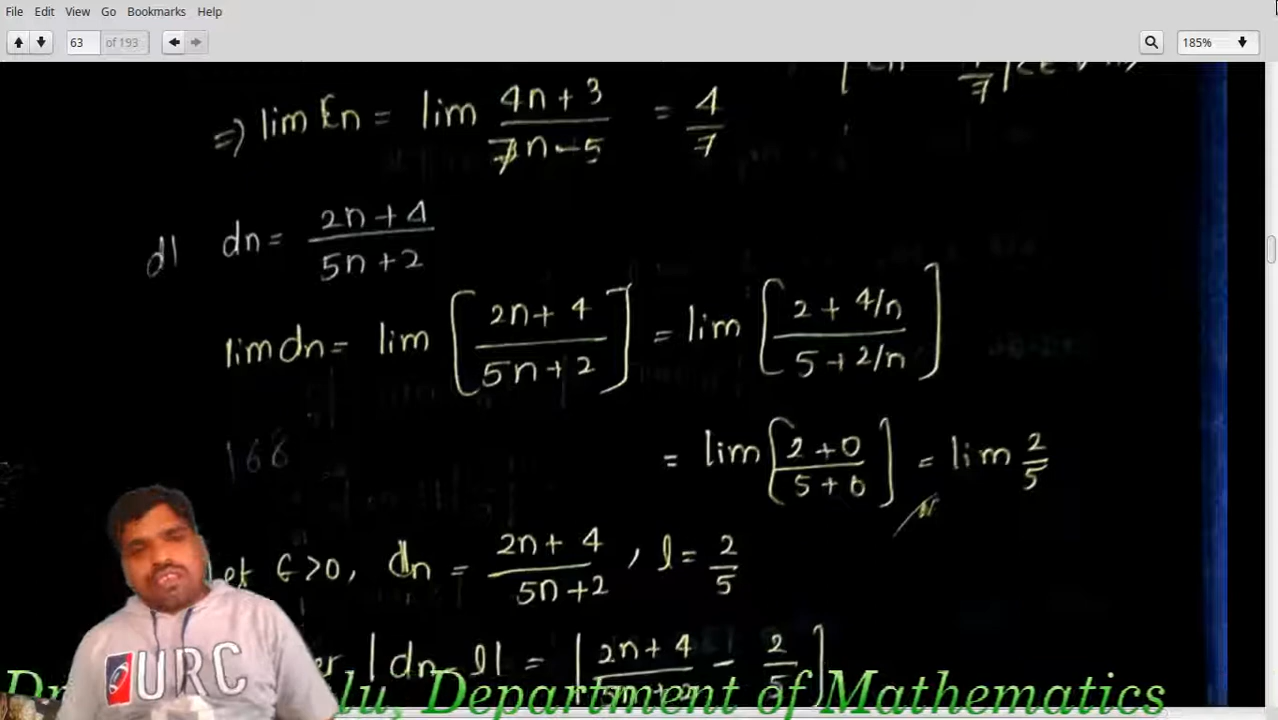 File Edit View Go Bookmarks Help
63 of 193 185%
=) lim En = lim (4n + 3)/(7n - 5) = 4/7
d) dn = (2n + 4)/(5n + 2)
lim dn = lim [(2n + 4)/(5n + 2)] = lim [(2 + 4/n)/(5 + 2/n)]
168
= lim [(2 + 0)/(5 + 0)] = lim 2/5
Let ϵ > 0, dn = (2n + 4)/(5n + 2), l = 2/5
|dn - l| = |(2n + 4)/(5n + 2) - 2/5|
URC
Department of Mathematics